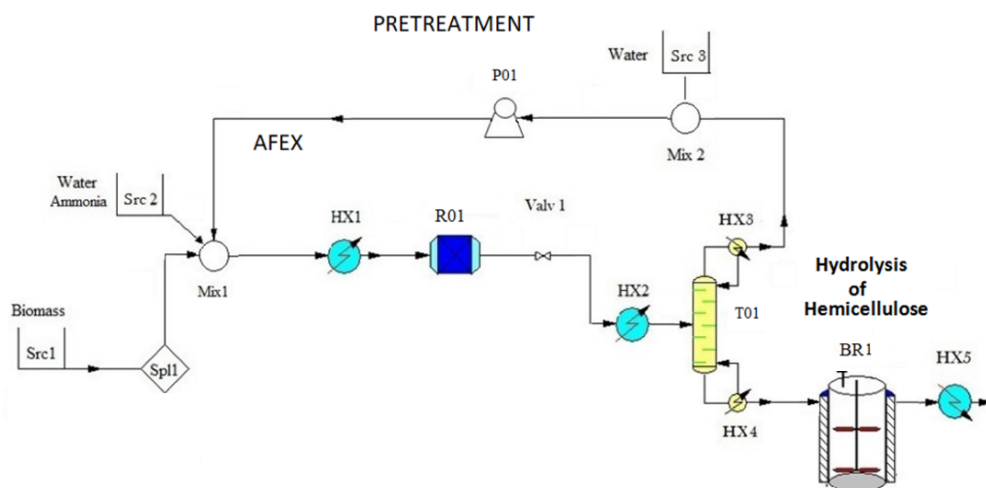 PRETREATMENT
Water
Src 3
P01
Mix 2
AFEX
Water
Ammonia
Src 2
HX1
R01
Valv 1
HX3
Mix1
HX2
T01
Hydrolysis
of
Hemicellulose
Biomass
Src1
Spl1
BR1
HX5
HX4